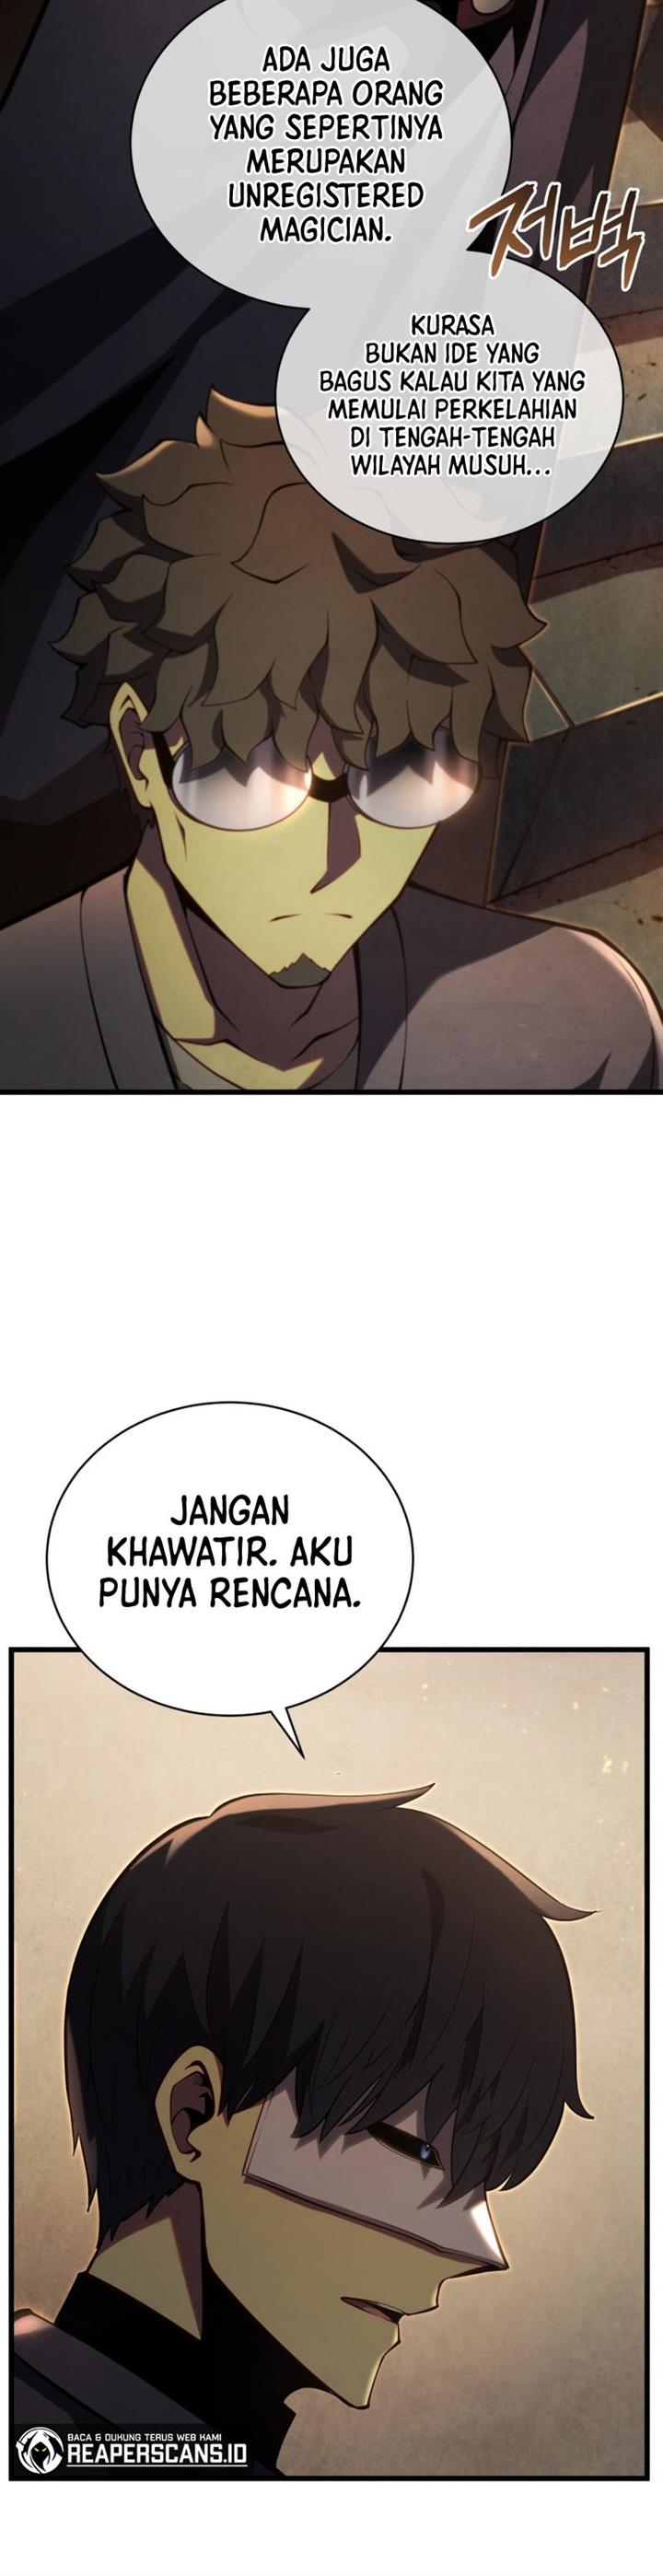 ADA JUGA
BEBERAPA ORANG
YANG SEPERTINYA
MERUPAKAN
UNREGISTERED
MAGICIAN.
저벅
KURASA
BUKAN IDE YANG
BAGUS KALAU KITA YANG
MEMULAI PERKELAHIAN
DI TENGAH-TENGAH
WILAYAH MUSUH...
JANGAN
KHAWATIR. AKU
PUNYA RENCANA.
BACA & DUKUNG TERUS WEB KAMI
REAPERSCANS.ID